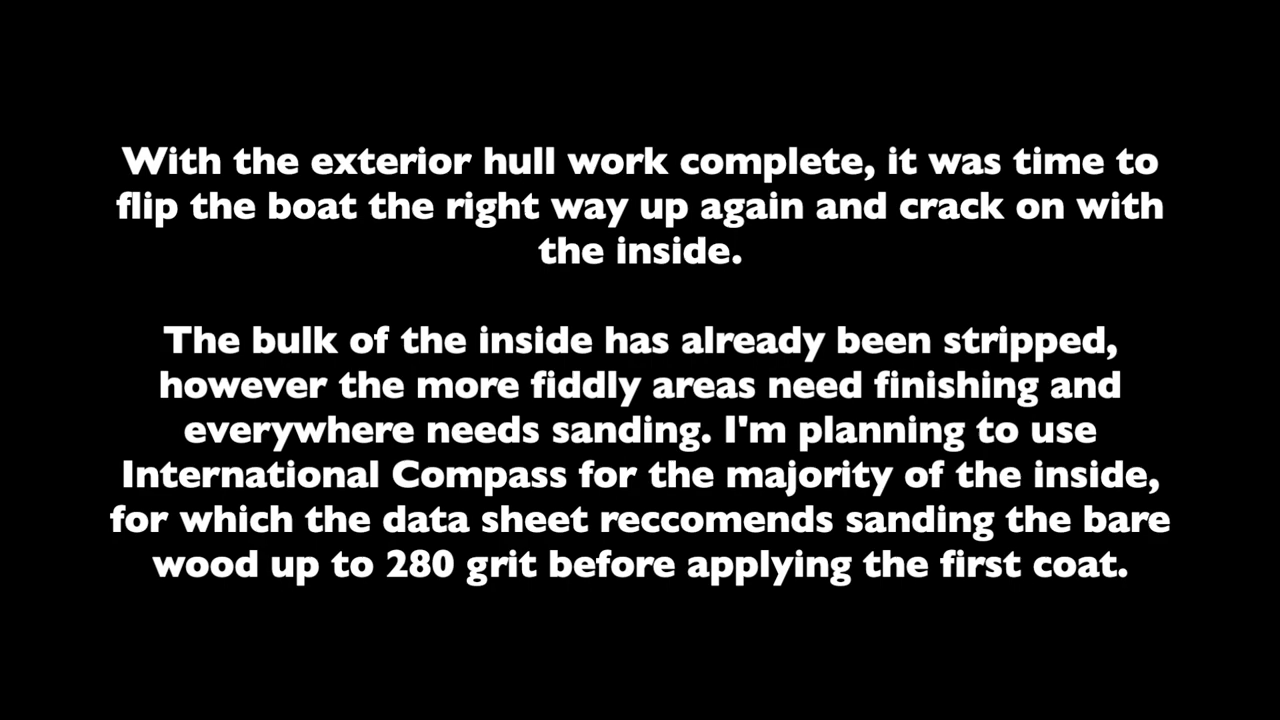 With the exterior hull work complete, it was time to
flip the boat the right way up again and crack on with
the inside.
The bulk of the inside has already been stripped,
however the more fiddly areas need finishing and
everywhere needs sanding. I'm planning to use
International Compass for the majority of the inside,
for which the data sheet reccomends sanding the bare
wood up to 280 grit before applying the first coat.